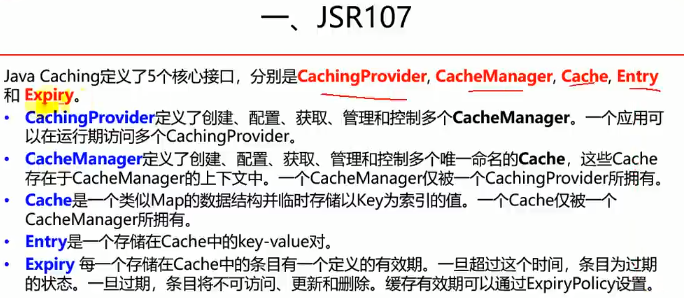 一、JSR107
Java Caching定义了5个核心接口，分别是CachingProvider, CacheManager, Cache, Entry
和 Expiry。
• CachingProvider定义了创建、配置、获取、管理和控制多个CacheManager。一个应用可
以在运行期访问多个CachingProvider。
• CacheManager定义了创建、配置、获取、管理和控制多个唯一命名的Cache，这些Cache
存在于CacheManager的上下文中。一个CacheManager仅被一个CachingProvider所拥有。
• Cache是一个类似Map的数据结构并临时存储以Key为索引的值。一个Cache仅被一个
CacheManager所拥有。
• Entry是一个存储在Cache中的key-value对。
• Expiry 每一个存储在Cache中的条目有一个定义的有效期。一旦超过这个时间，条目为过期
的状态。一旦过期，条目将不可访问、更新和删除。缓存有效期可以通过ExpiryPolicy设置。